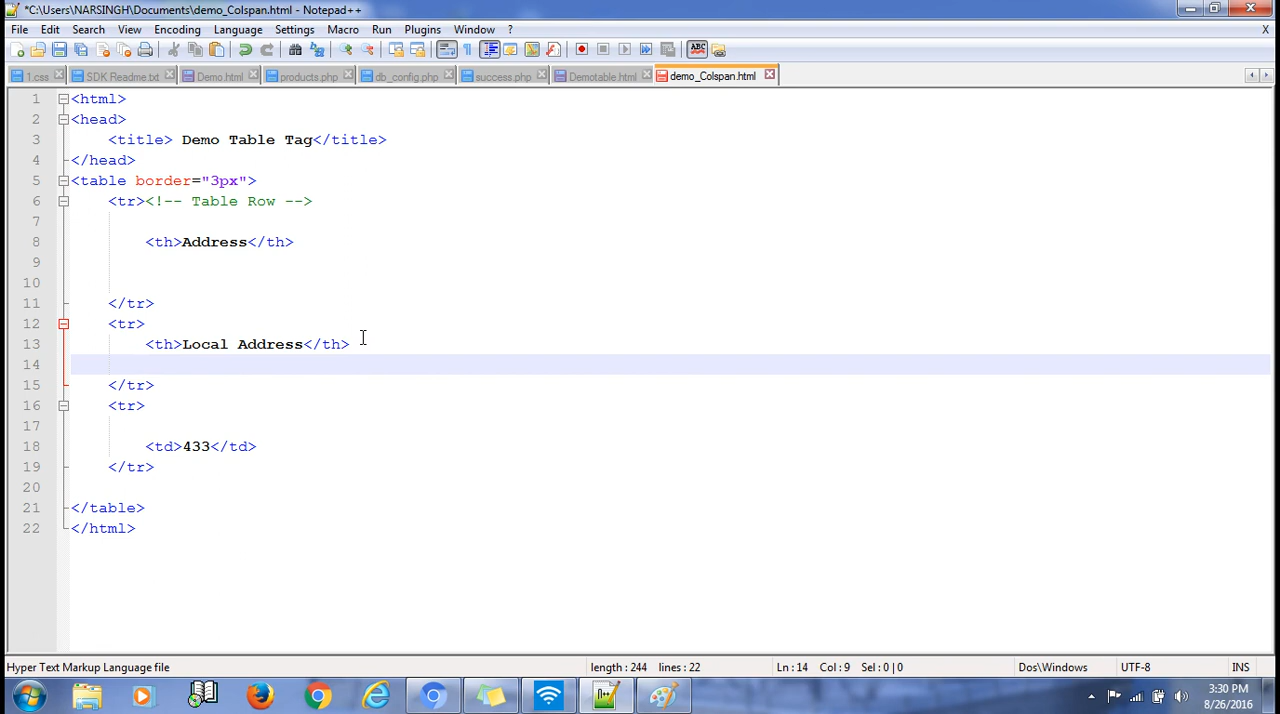 *C:\Users\NARSINGH\Documents\demo_Colspan.html - Notepad++
File Edit Search View Encoding Language Settings Macro Run Plugins Window ? X
1.css SDK Readme.txt Demo.html products.php db_config.php success.php Demotable.html demo_Colspan.html
1 <html>
2 <head>
3 <title> Demo Table Tag</title>
4 </head>
5 <table border="3px">
6 <tr><!-- Table Row -->
7
8 <th>Address</th>
9
10
11 </tr>
12 <tr>
13 <th>Local Address</th>
14
15 </tr>
16 <tr>
17
18 <td>433</td>
19 </tr>
20
21 </table>
22 </html>
Hyper Text Markup Language file length : 244 lines : 22 Ln : 14 Col : 9 Sel : 0 | 0 Dos\Windows UTF-8 INS
3:30 PM
8/26/2016